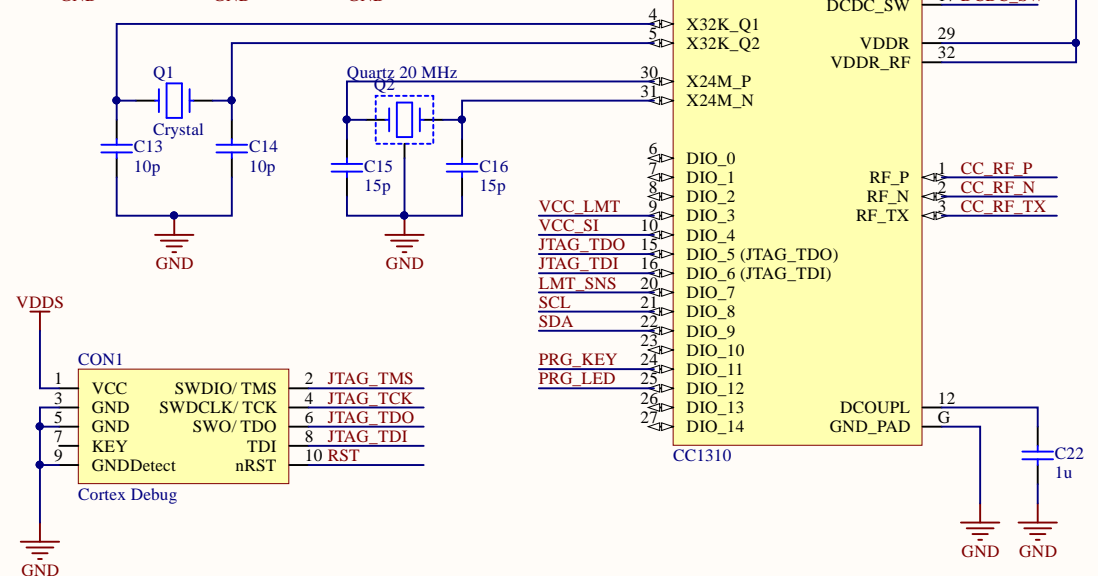 DCDC_SW
4 X32K_Q1
5 X32K_Q2
VDDR 29
VDDR_RF 32
Q1
Crystal
C13
10p
C14
10p
GND
Quartz 20 MHz
Q2
30 X24M_P
31 X24M_N
C15
15p
C16
15p
GND
6 DIO_0
7 DIO_1
8 DIO_2
VCC_LMT 9 DIO_3
VCC_SI 10 DIO_4
JTAG_TDO 15 DIO_5 (JTAG_TDO)
JTAG_TDI 16 DIO_6 (JTAG_TDI)
LMT_SNS 20 DIO_7
SCL 21 DIO_8
SDA 22 DIO_9
23 DIO_10
PRG_KEY 24 DIO_11
PRG_LED 25 DIO_12
26 DIO_13
27 DIO_14
RF_P 1 CC_RF_P
RF_N 2 CC_RF_N
RF_TX 3 CC_RF_TX
DCOUPL 12
GND_PAD G
CC1310
C22
1u
GND
GND
VDDS
CON1
1 VCC SWDIO/ TMS 2 JTAG_TMS
3 GND SWDCLK/ TCK 4 JTAG_TCK
5 GND SWO/ TDO 6 JTAG_TDO
7 KEY TDI 8 JTAG_TDI
9 GNDDetect nRST 10 RST
Cortex Debug
GND